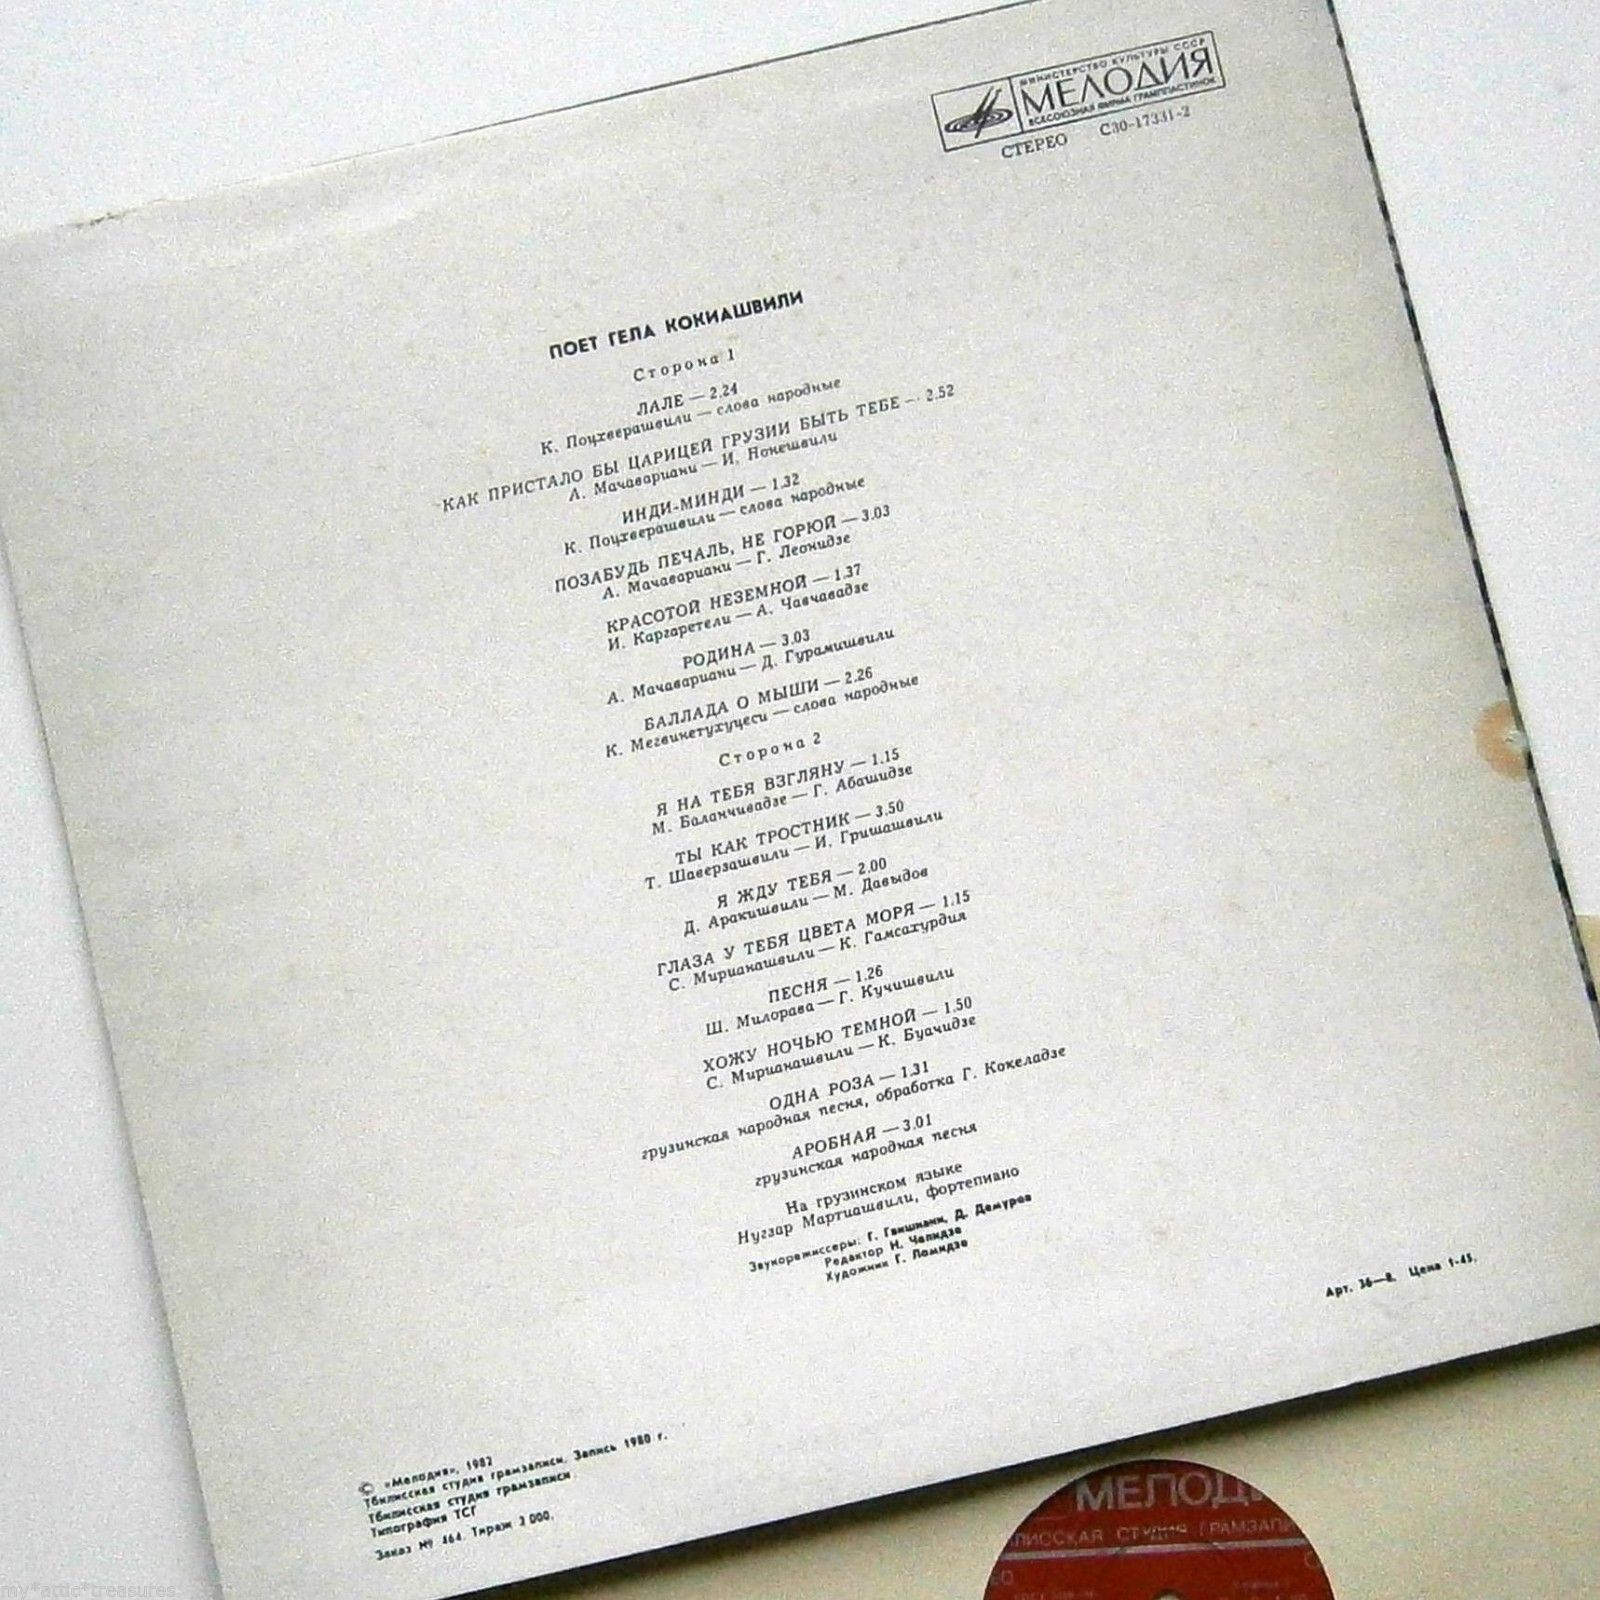 МИНИСТЕРСТВО КУЛЬТУРЫ СССР
МЕЛОДИЯ
ВСЕСОЮЗНАЯ ФИРМА ГРАМПЛАСТИНОК
СТЕРЕО С30-17331-2
ПОЕТ ГЕЛА КОКИАШВИЛИ
Сторона 1
ЛАЛЕ — 2.24
К. Поцхверашвили — слова народные
КАК ПРИСТАЛО БЫ ЦАРИЦЕЙ ГРУЗИИ БЫТЬ ТЕБЕ — 2.52
А. Мачавариани — И. Нонешвили
ИНДИ-МИНДИ — 1.32
К. Поцхверашвили — слова народные
ПОЗАБУДЬ ПЕЧАЛЬ, НЕ ГОРЮЙ — 3.03
А. Мачавариани — Г. Леонидзе
КРАСОТОЙ НЕЗЕМНОЙ — 1.37
И. Каргаретели — А. Чавчавадзе
РОДИНА — 3.03
А. Мачавариани — Д. Гурамишвили
БАЛЛАДА О МЫШИ — 2.26
К. Мегвинетухуцеси — слова народные
Сторона 2
Я НА ТЕБЯ ВЗГЛЯНУ — 1.15
М. Баланчивадзе — Г. Абашидзе
ТЫ КАК ТРОСТНИК — 3.50
Т. Шаверзашвили — И. Гришашвили
Я ЖДУ ТЕБЯ — 2.00
Д. Аракишвили — М. Давыдов
ГЛАЗА У ТЕБЯ ЦВЕТА МОРЯ — 1.15
С. Мирианашвили — К. Гамсахурдия
ПЕСНЯ — 1.26
Ш. Милорава — Г. Кучишвили
ХОЖУ НОЧЬЮ ТЕМНОЙ — 1.50
С. Мирианашвили — К. Буачидзе
ОДНА РОЗА — 1.31
грузинская народная песня, обработка Г. Кокеладзе
АРОБНАЯ — 3.01
грузинская народная песня
На грузинском языке
Нугзар Мартиашвили, фортепиано
Звукорежиссеры: Г. Гвишиани, Д. Демуров
Редактор Н. Чапидзе
Художник Г. Ломидзе
Арт. 36—8. Цена 1-45.
© «Мелодия», 1982
Тбилисская студия грамзаписи. Запись 1980 г.
Тбилисская студия грамзаписи
Типография ТСГ
Заказ № 464. Тираж 3 000.
МЕЛОДИ
ЛИССКАЯ СТУДИЯ ГРАМЗАПИ
my*attic*treasures